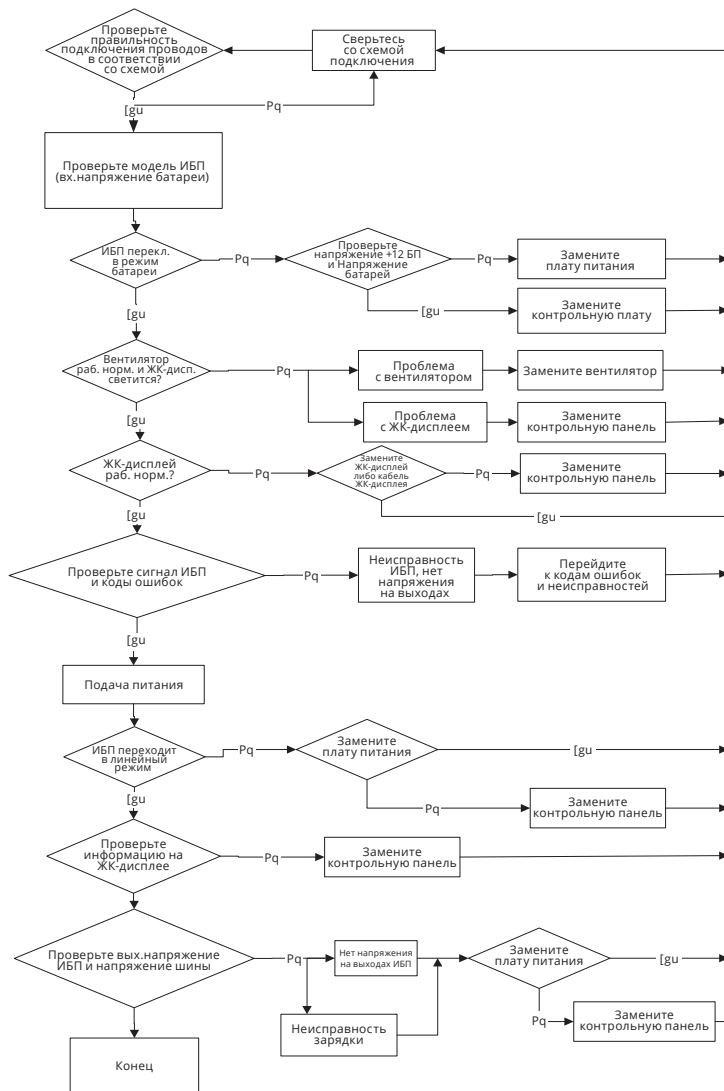 Проверьте
правильность
подключения проводов
в соответствии
со схемой
Сверьтесь
со схемой
подключения
Pq
[gu
Проверьте модель ИБП
(вх.напряжение батареи)
ИБП перекл.
в режим
батареи
Pq
Проверьте
напряжение +12 БП
и Напряжение
батарей
Pq
Замените
плату питания
[gu
Замените
контрольную плату
[gu
Вентилятор
раб. норм. и ЖК-дисп.
светится?
Pq
Проблема
с вентилятором
Замените вентилятор
Проблема
с ЖК-дисплеем
Замените
контрольную панель
[gu
ЖК-дисплей
раб. норм.?
Pq
Замените
ЖК-дисплей
либо кабель
ЖК-дисплея
Pq
Замените
контрольную панель
[gu
[gu
Проверьте сигнал ИБП
и коды ошибок
Pq
Неисправность
ИБП, нет
напряжения
на выходах
Перейдите
к кодам ошибок
и неисправностей
[gu
Подача питания
ИБП переходит
в линейный
режим
Pq
Замените
плату питания
[gu
[gu
Pq
Замените
контрольную панель
Проверьте
информацию на
ЖК-дисплее
Pq
Замените
контрольную панель
Проверьте вых.напряжение
ИБП и напряжение шины
Pq
Нет напряжения
на выходах ИБП
Замените
плату питания
[gu
Неисправность
зарядки
Pq
Замените
контрольную панель
Конец